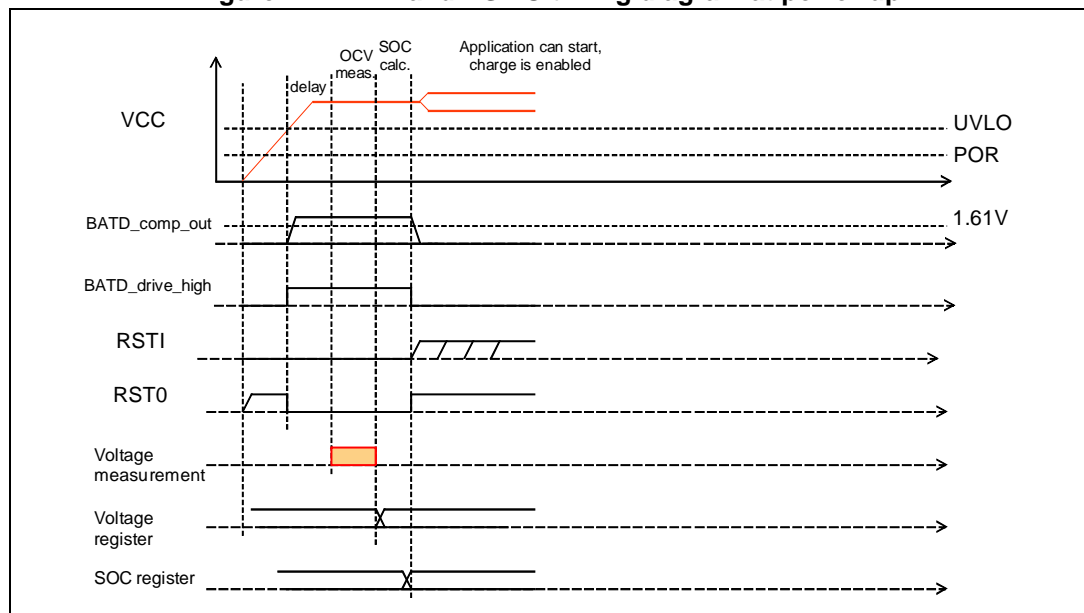 SOC
OCV
calc.
Application can start,
delay
meas.
charge is enabled
VCC
UVLO
POR
BATD_comp_out
1.61V
BATD_drive_high
RSTI
RST0
Voltage
measurement
Voltage
register
SOC register